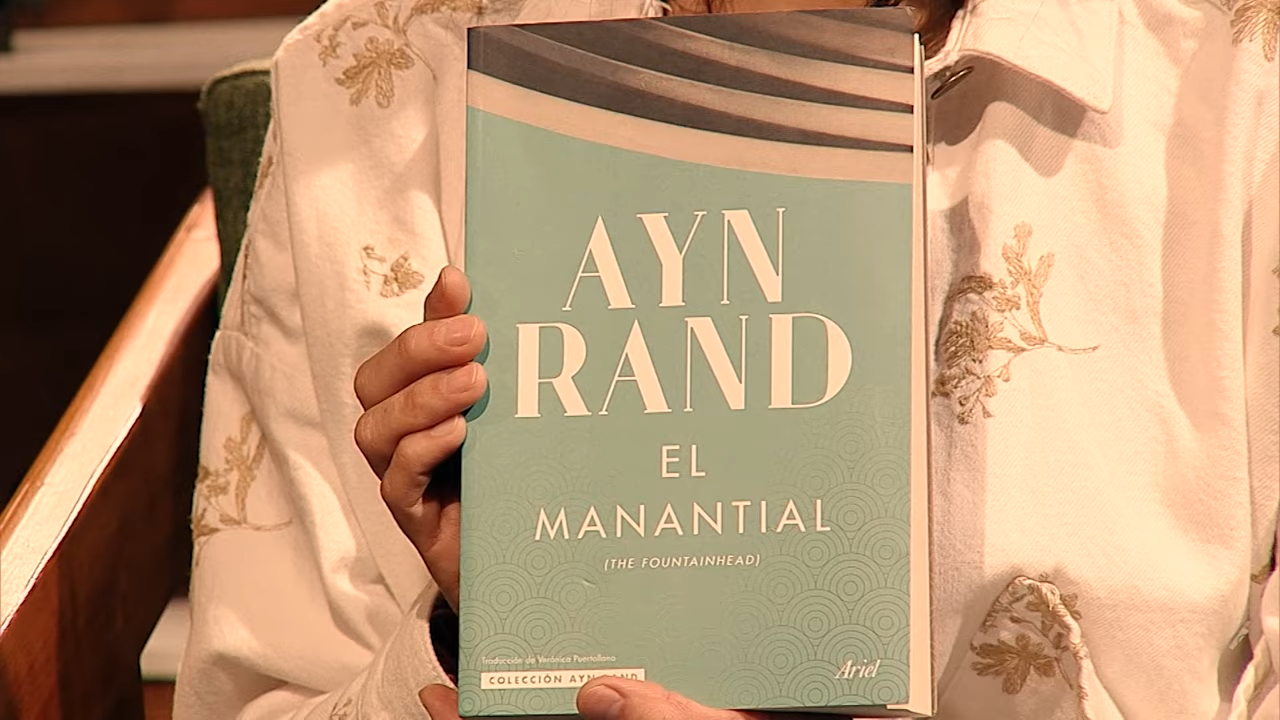 AYN
RAND
EL
MANANTIAL
(THE FOUNTAINHEAD)
Traducción de Verónica Puertollano
COLECCIÓN AYN RAND
Ariel